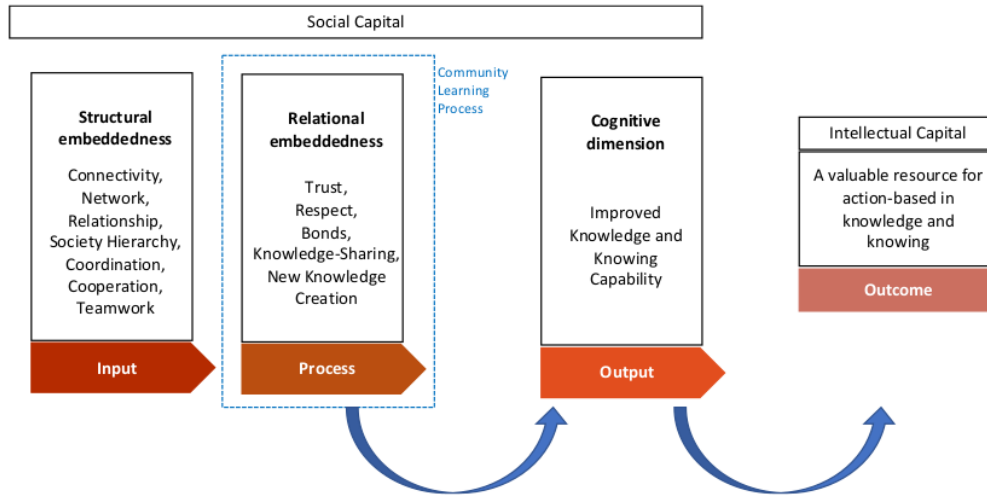 Social Capital
Structural
embeddedness
Connectivity,
Network,
Relationship,
Society Hierarchy,
Coordination,
Cooperation,
Teamwork
Input
Relational
embeddedness
Trust,
Respect,
Bonds,
Knowledge-Sharing,
New Knowledge
Creation
Process
Community
Learning
Process
Cognitive
dimension
Improved
Knowledge and
Knowing
Capability
Output
Intellectual Capital
A valuable resource for
action-based in
knowledge and
knowing
Outcome